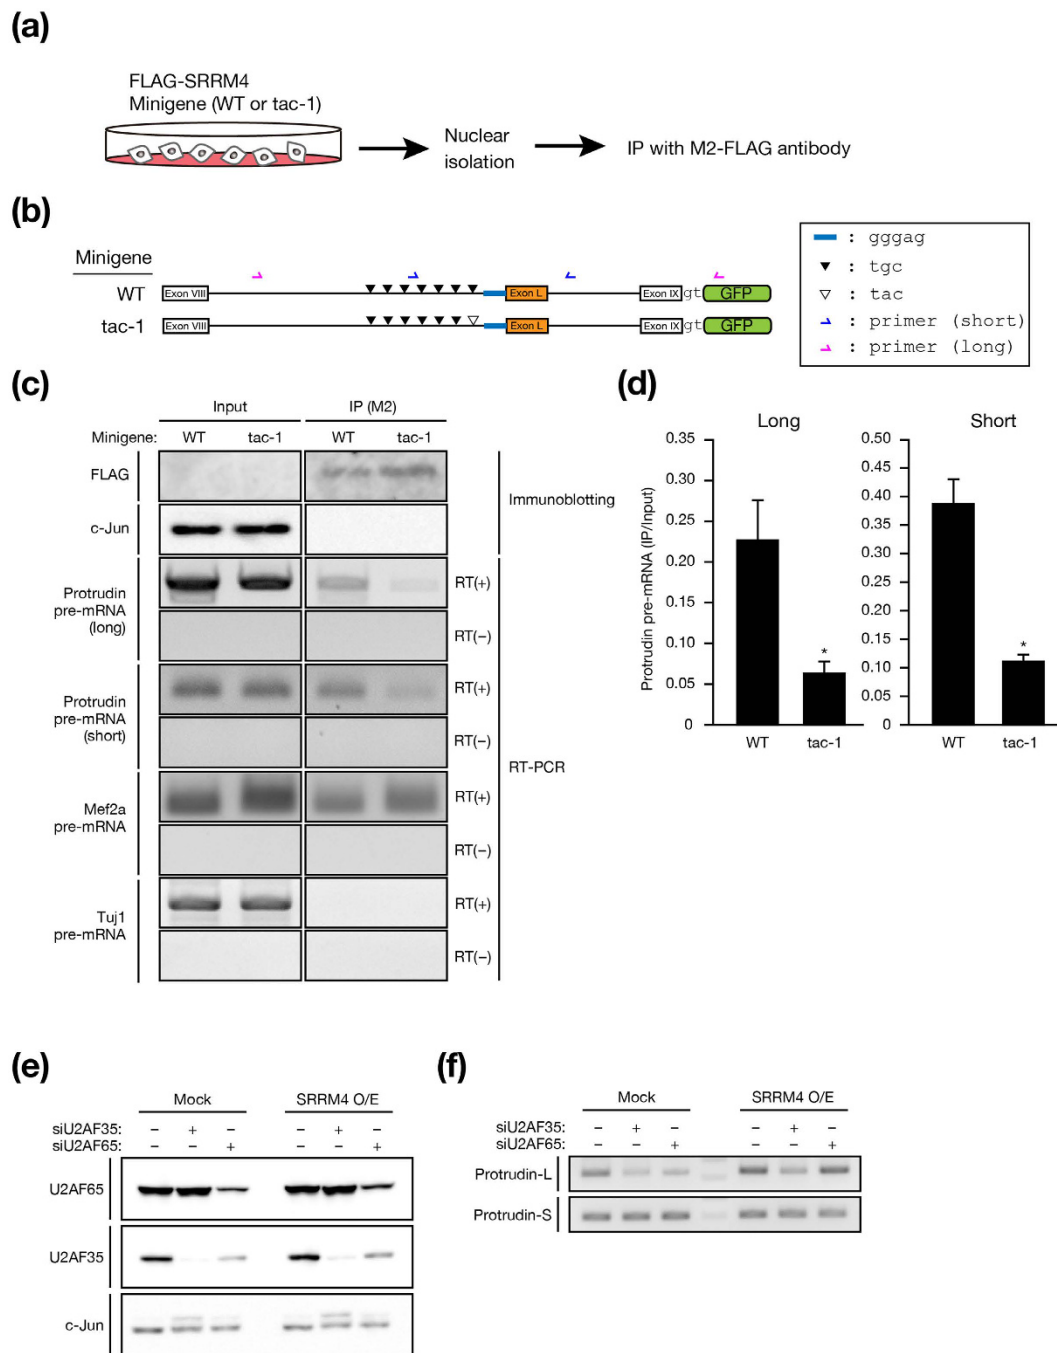 (a)
FLAG-SRRM4
Minigene (WT or tac-1)
Nuclear
isolation
IP with M2-FLAG antibody
(b)
Minigene
WT
Exon VIII
Exon L
Exon IX
gt
GFP
tac-1
Exon VIII
Exon L
Exon IX
gt
GFP
: gggag
: tgc
: tac
: primer (short)
: primer (long)
(c)
Input
IP (M2)
Minigene: WT tac-1 WT tac-1
FLAG
Immunoblotting
c-Jun
Protrudin
pre-mRNA
(long)
RT(+)
RT(−)
Protrudin
pre-mRNA
(short)
RT(+)
RT(−)
RT-PCR
Mef2a
pre-mRNA
RT(+)
RT(−)
Tuj1
pre-mRNA
RT(+)
RT(−)
(d)
Long
Protrudin pre-mRNA (IP/Input)
0.35
0.30
0.25
0.20
0.15
0.10
0.05
0
*
WT tac-1
Short
0.50
0.45
0.40
0.35
0.30
0.25
0.20
0.15
0.10
0.05
0
*
WT tac-1
(e)
Mock SRRM4 O/E
siU2AF35: − + − − + −
siU2AF65: − − + − − +
U2AF65
U2AF35
c-Jun
(f)
Mock SRRM4 O/E
siU2AF35: − + − − + −
siU2AF65: − − + − − +
Protrudin-L
Protrudin-S